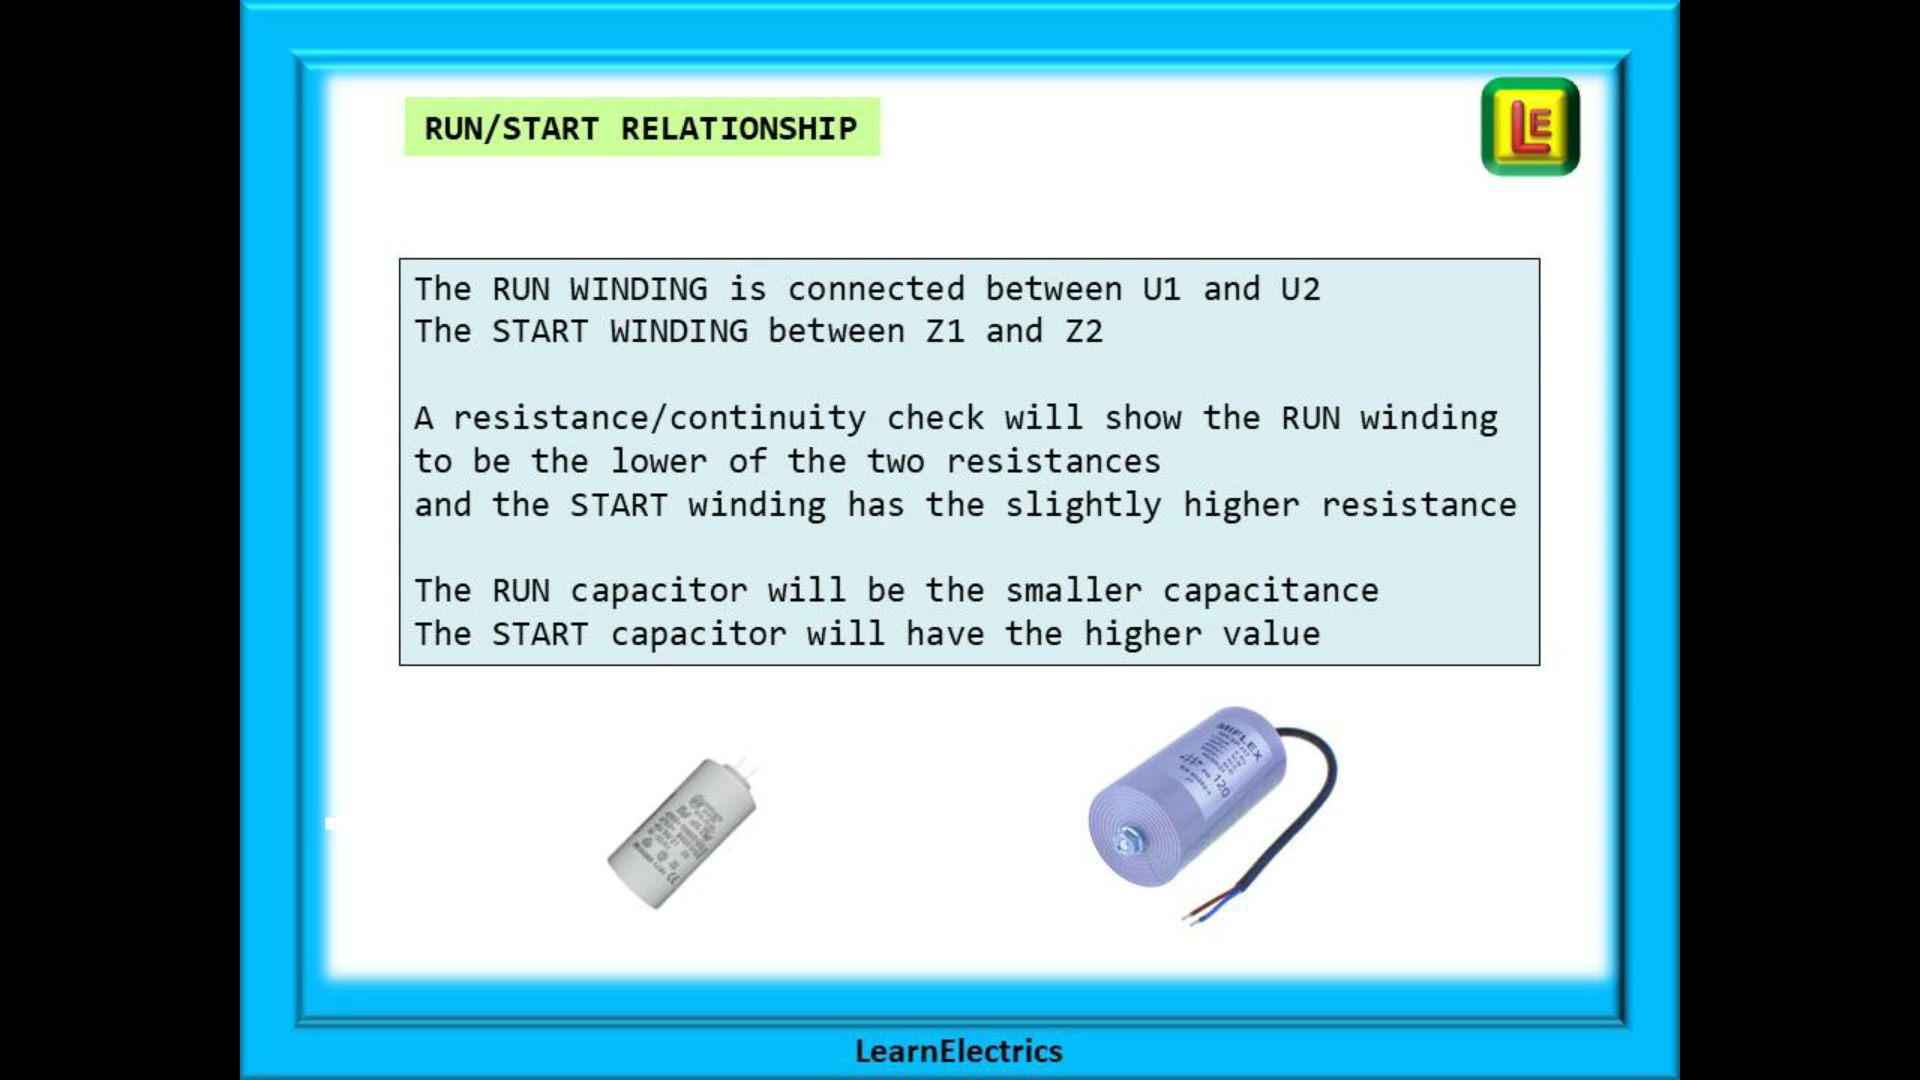 RUN/START RELATIONSHIP
LE
The RUN WINDING is connected between U1 and U2
The START WINDING between Z1 and Z2
A resistance/continuity check will show the RUN winding
to be the lower of the two resistances
and the START winding has the slightly higher resistance
The RUN capacitor will be the smaller capacitance
The START capacitor will have the higher value
MIFLEX
120
LearnElectrics